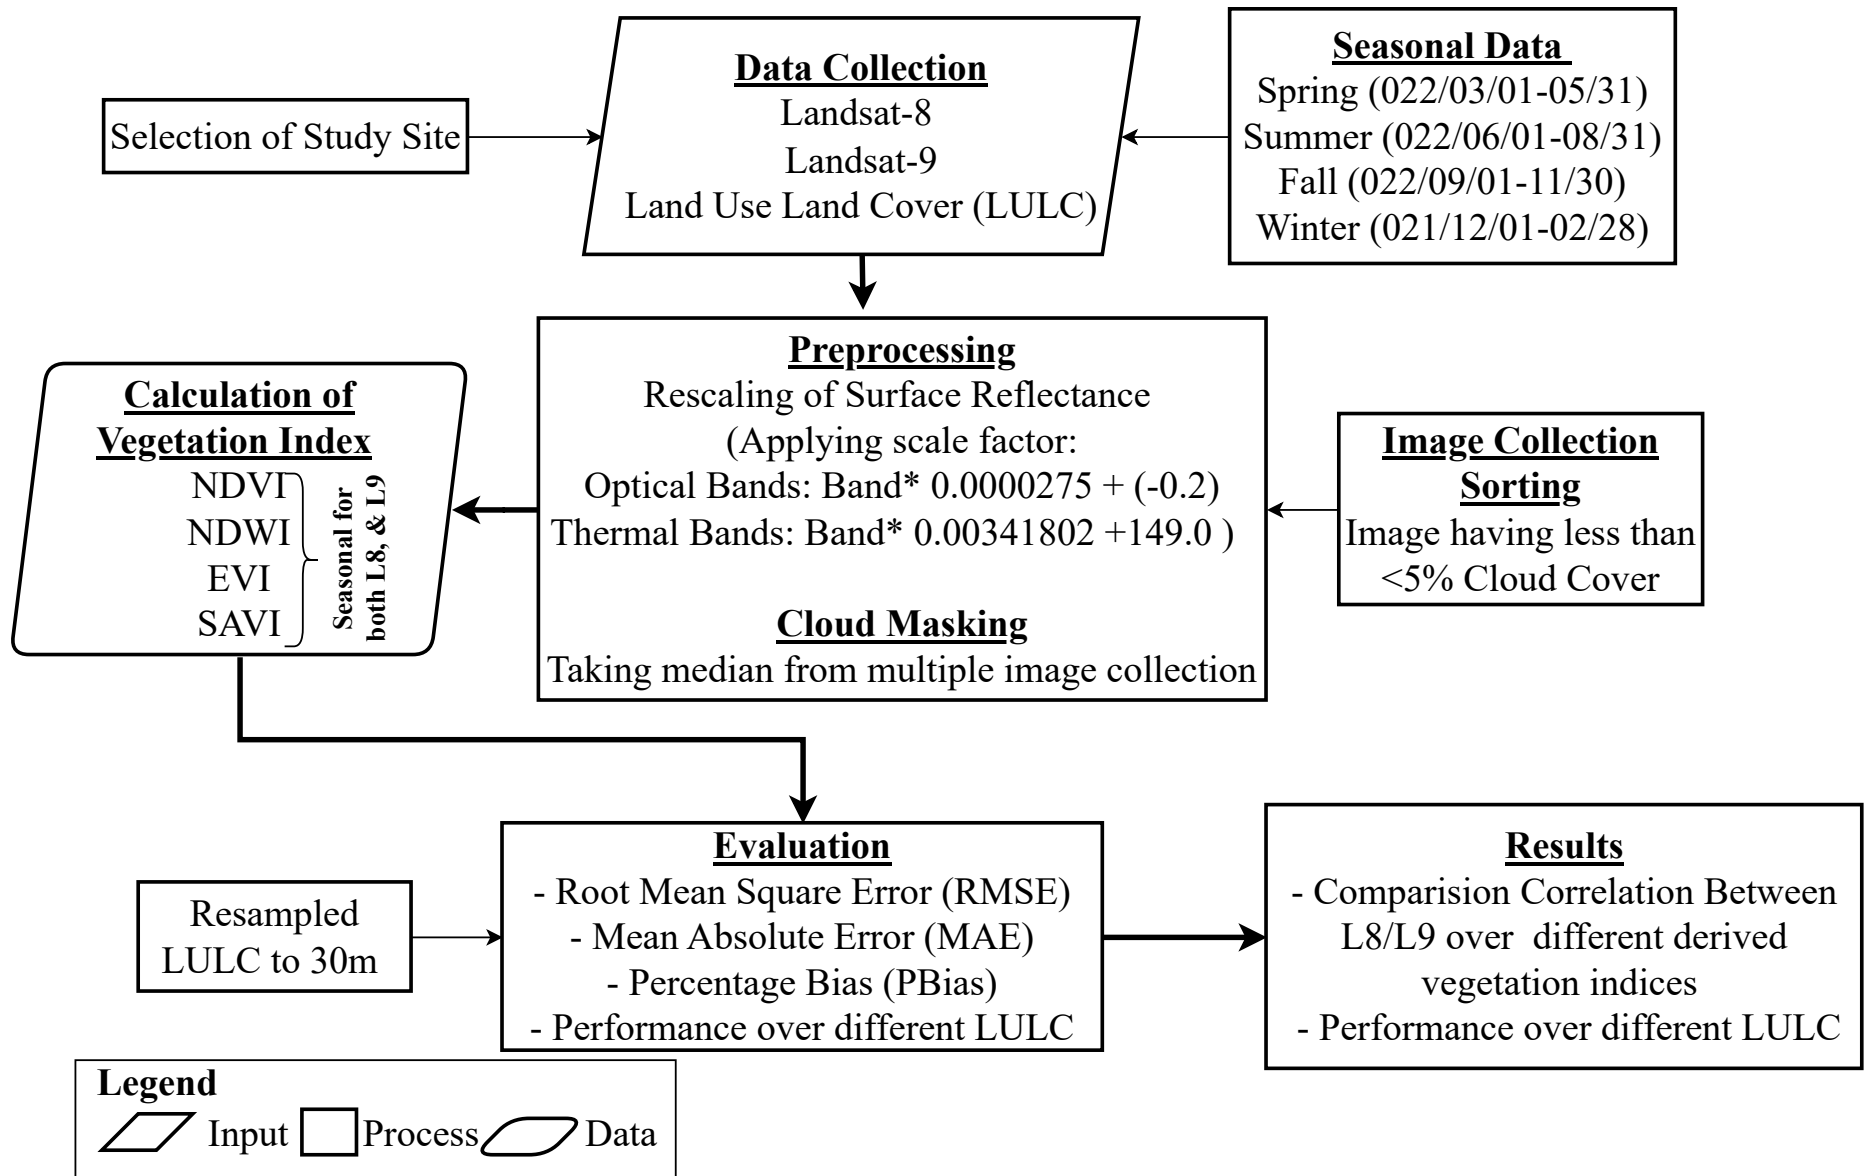 Selection of Study Site
Data Collection
Landsat-8
Landsat-9
Land Use Land Cover (LULC)
Seasonal Data
Spring (022/03/01-05/31)
Summer (022/06/01-08/31)
Fall (022/09/01-11/30)
Winter (021/12/01-02/28)
Calculation of
Vegetation Index
NDVI
NDWI
EVI
SAVI
Seasonal for
both L8, & L9
Preprocessing
Rescaling of Surface Reflectance
(Applying scale factor:
Optical Bands: Band* 0.0000275 + (-0.2)
Thermal Bands: Band* 0.00341802 +149.0 )
Cloud Masking
Taking median from multiple image collection
Image Collection
Sorting
Image having less than
<5% Cloud Cover
Resampled
LULC to 30m
Evaluation
- Root Mean Square Error (RMSE)
- Mean Absolute Error (MAE)
- Percentage Bias (PBias)
- Performance over different LULC
Results
- Comparision Correlation Between
L8/L9 over different derived
vegetation indices
- Performance over different LULC
Legend
Input Process Data